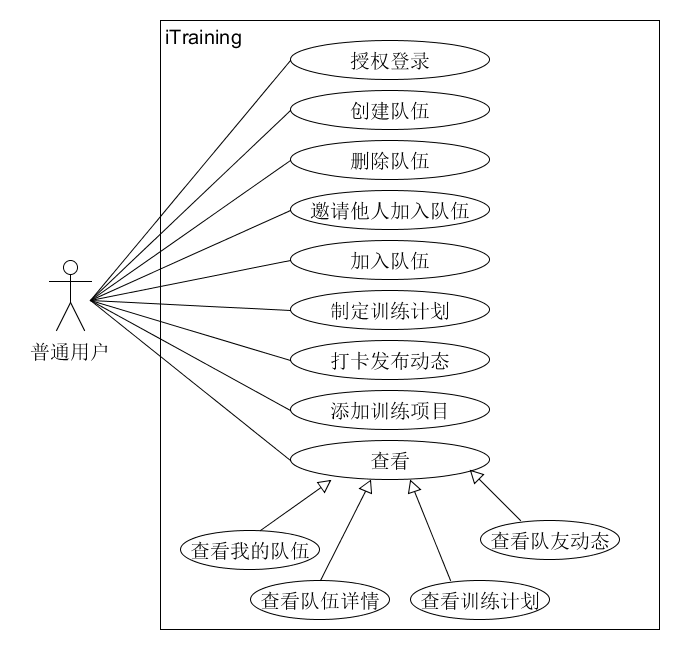 iTraining
授权登录
创建队伍
删除队伍
邀请他人加入队伍
加入队伍
制定训练计划
普通用户
打卡发布动态
添加训练项目
查看
查看我的队伍
查看队友动态
查看队伍详情
查看训练计划